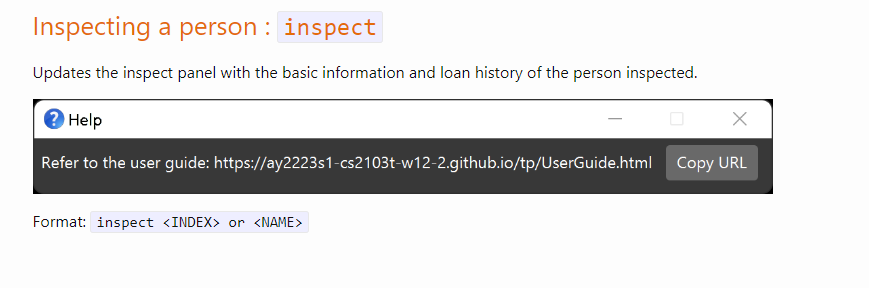 Inspecting a person : inspect
Updates the inspect panel with the basic information and loan history of the person inspected.
Help
Refer to the user guide: https://ay2223s1-cs2103t-w12-2.github.io/tp/UserGuide.html Copy URL
Format: inspect <INDEX> or <NAME>